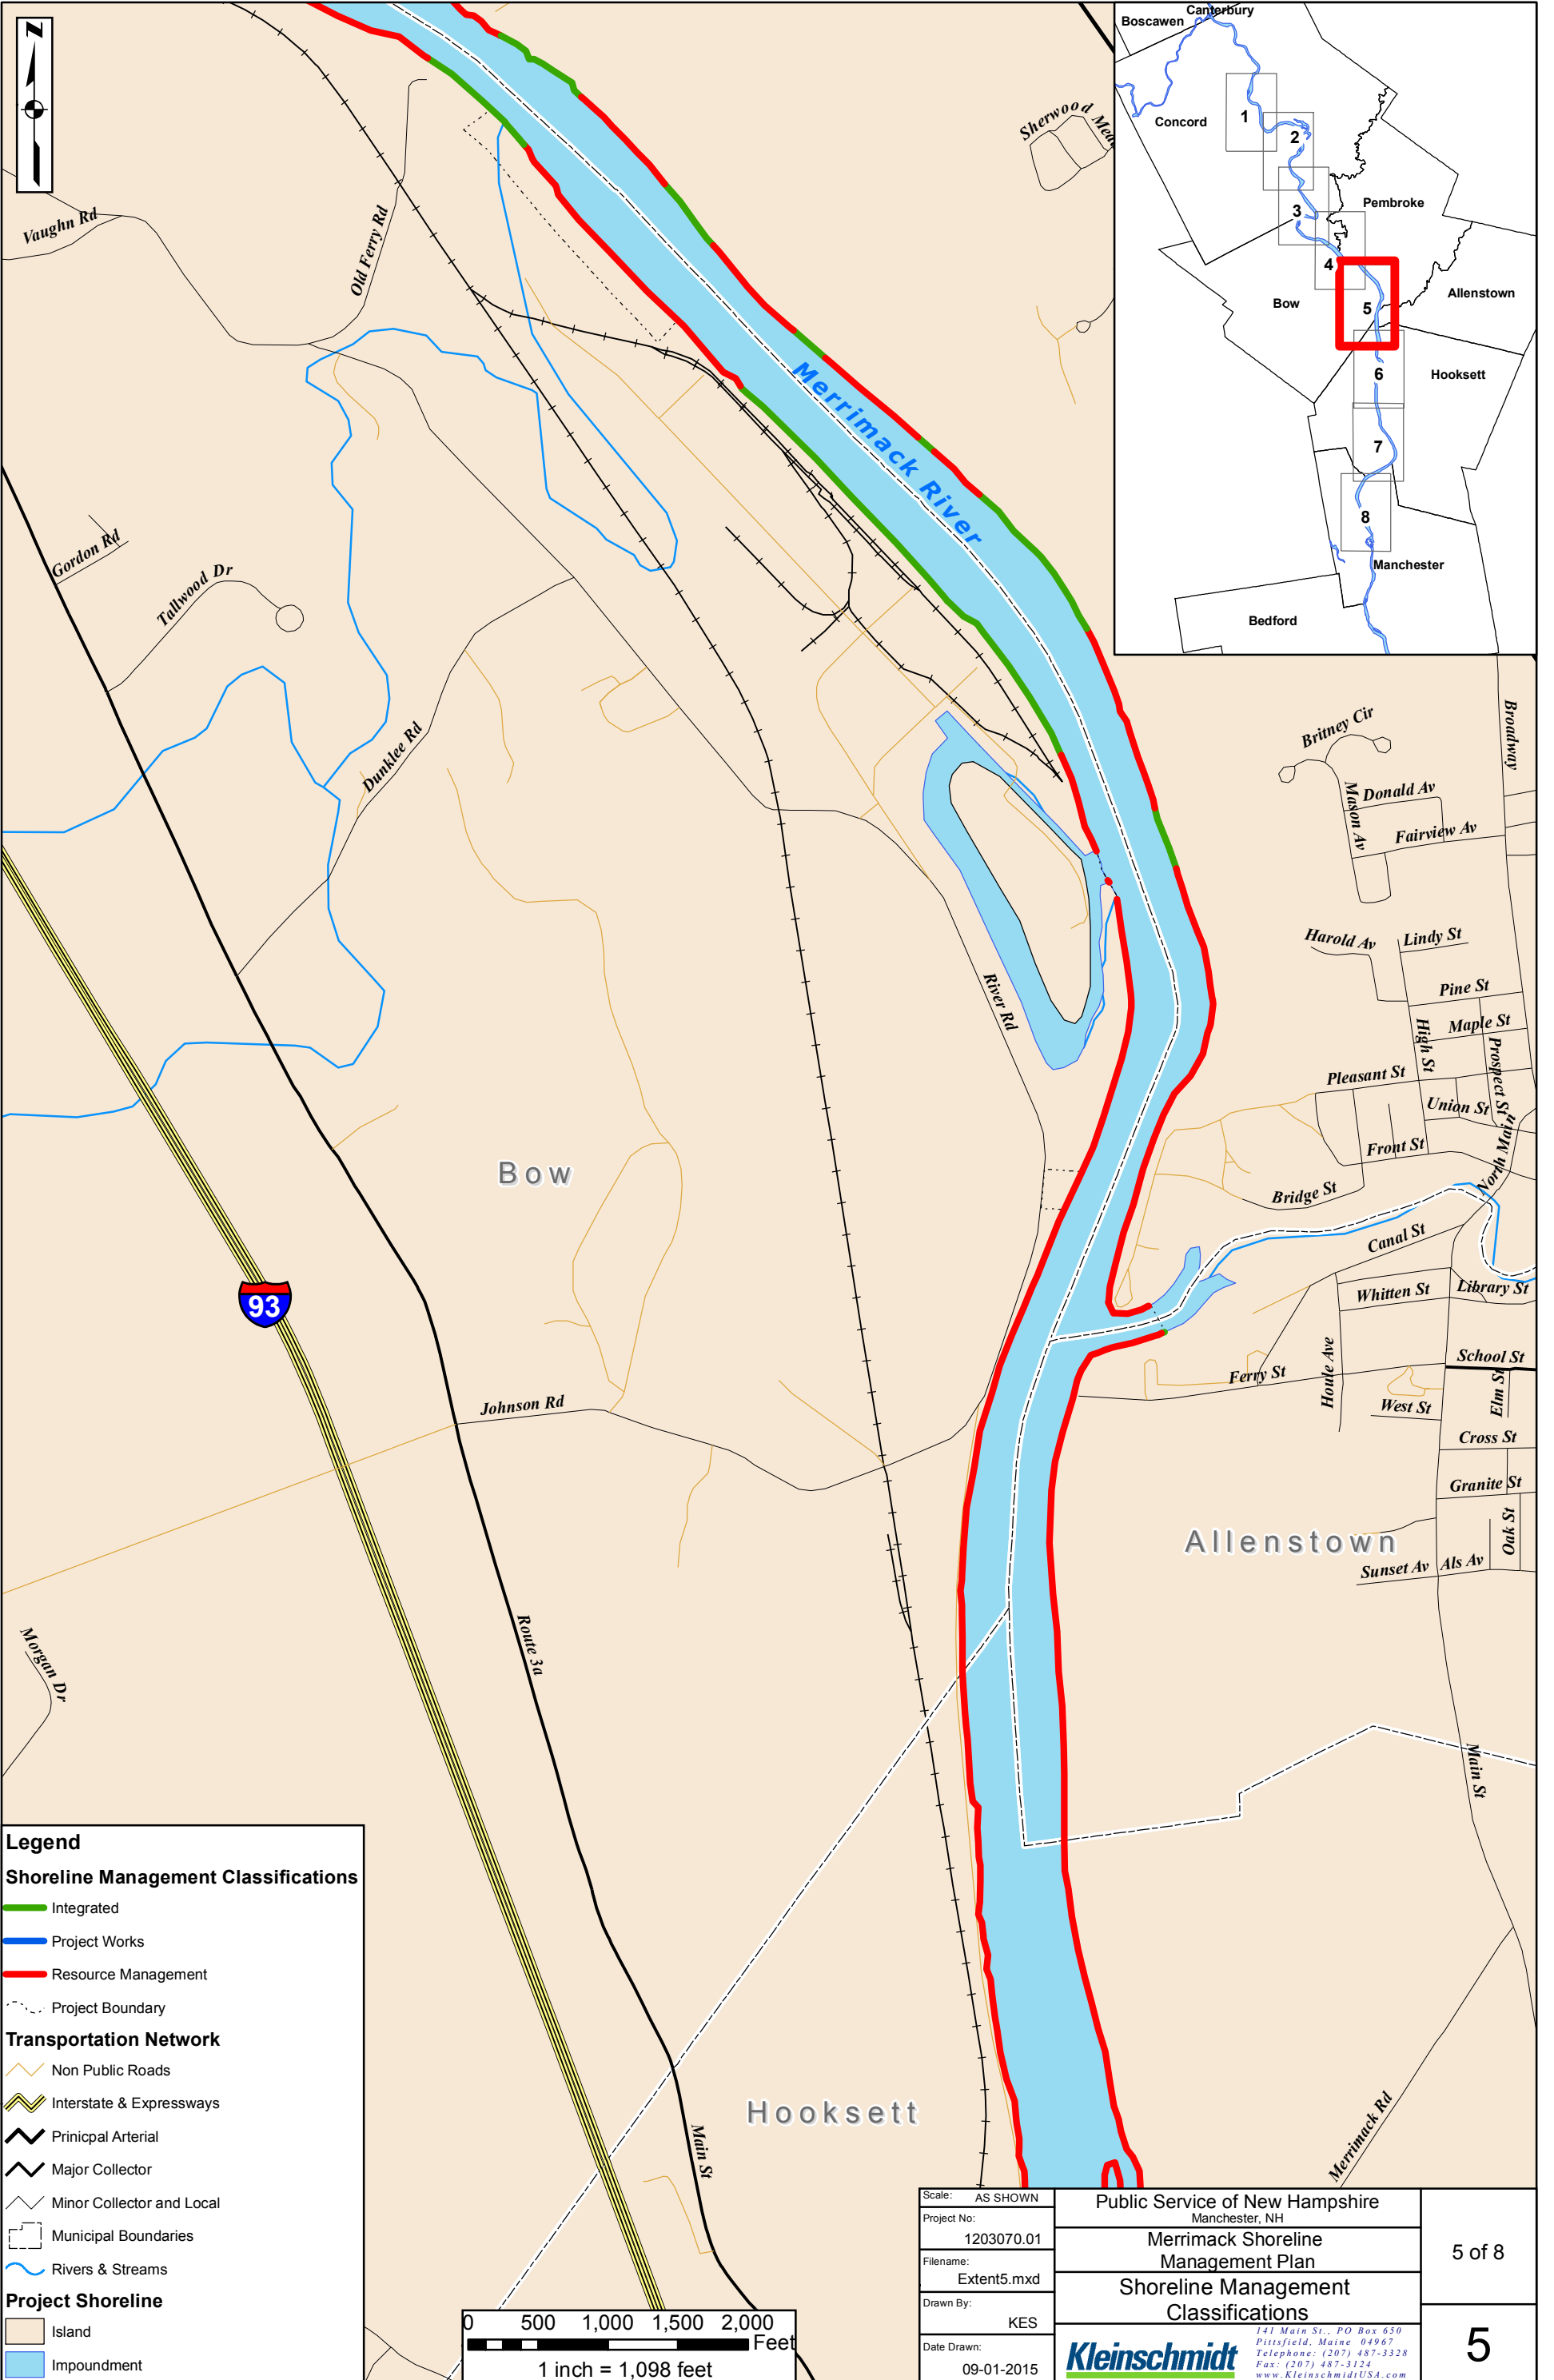 N
Vaughn Rd
Old Ferry Rd
Gordon Rd
Tallwood Dr
Dunklee Rd
Merrimack River
River Rd
Bow
93
Johnson Rd
Route 3a
Morgan Dr
Main St
Hooksett
Allenstown
Sherwood
Britney Cir
Donald Av
Mason Av
Fairview Av
Broadway
Harold Av
Lindy St
Pine St
Maple St
High St
Prospect St
Pleasant St
Union St
Front St
North Main
Bridge St
Canal St
Whitten St
Library St
School St
Elm St
Houle Ave
Ferry St
West St
Cross St
Granite St
Oak St
Sunset Av
Als Av
Main St
Merrimack Rd
Boscawen
Canterbury
Concord
1
2
3
Pembroke
4
Bow
5
Allenstown
6
Hooksett
7
8
Manchester
Bedford
Legend
Shoreline Management Classifications
Integrated
Project Works
Resource Management
Project Boundary
Transportation Network
Non Public Roads
Interstate & Expressways
Prinicpal Arterial
Major Collector
Minor Collector and Local
Municipal Boundaries
Rivers & Streams
Project Shoreline
Island
Impoundment
0 500 1,000 1,500 2,000
Feet
1 inch = 1,098 feet
Scale: AS SHOWN
Project No:
1203070.01
Filename:
Extent5.mxd
Drawn By:
KES
Date Drawn:
09-01-2015
Public Service of New Hampshire
Manchester, NH
Merrimack Shoreline
Management Plan
Shoreline Management
Classifications
Kleinschmidt
141 Main St., PO Box 650
Pittsfield, Maine 04967
Telephone: (207) 487-3328
Fax: (207) 487-3124
www.KleinschmidtUSA.com
5 of 8
5